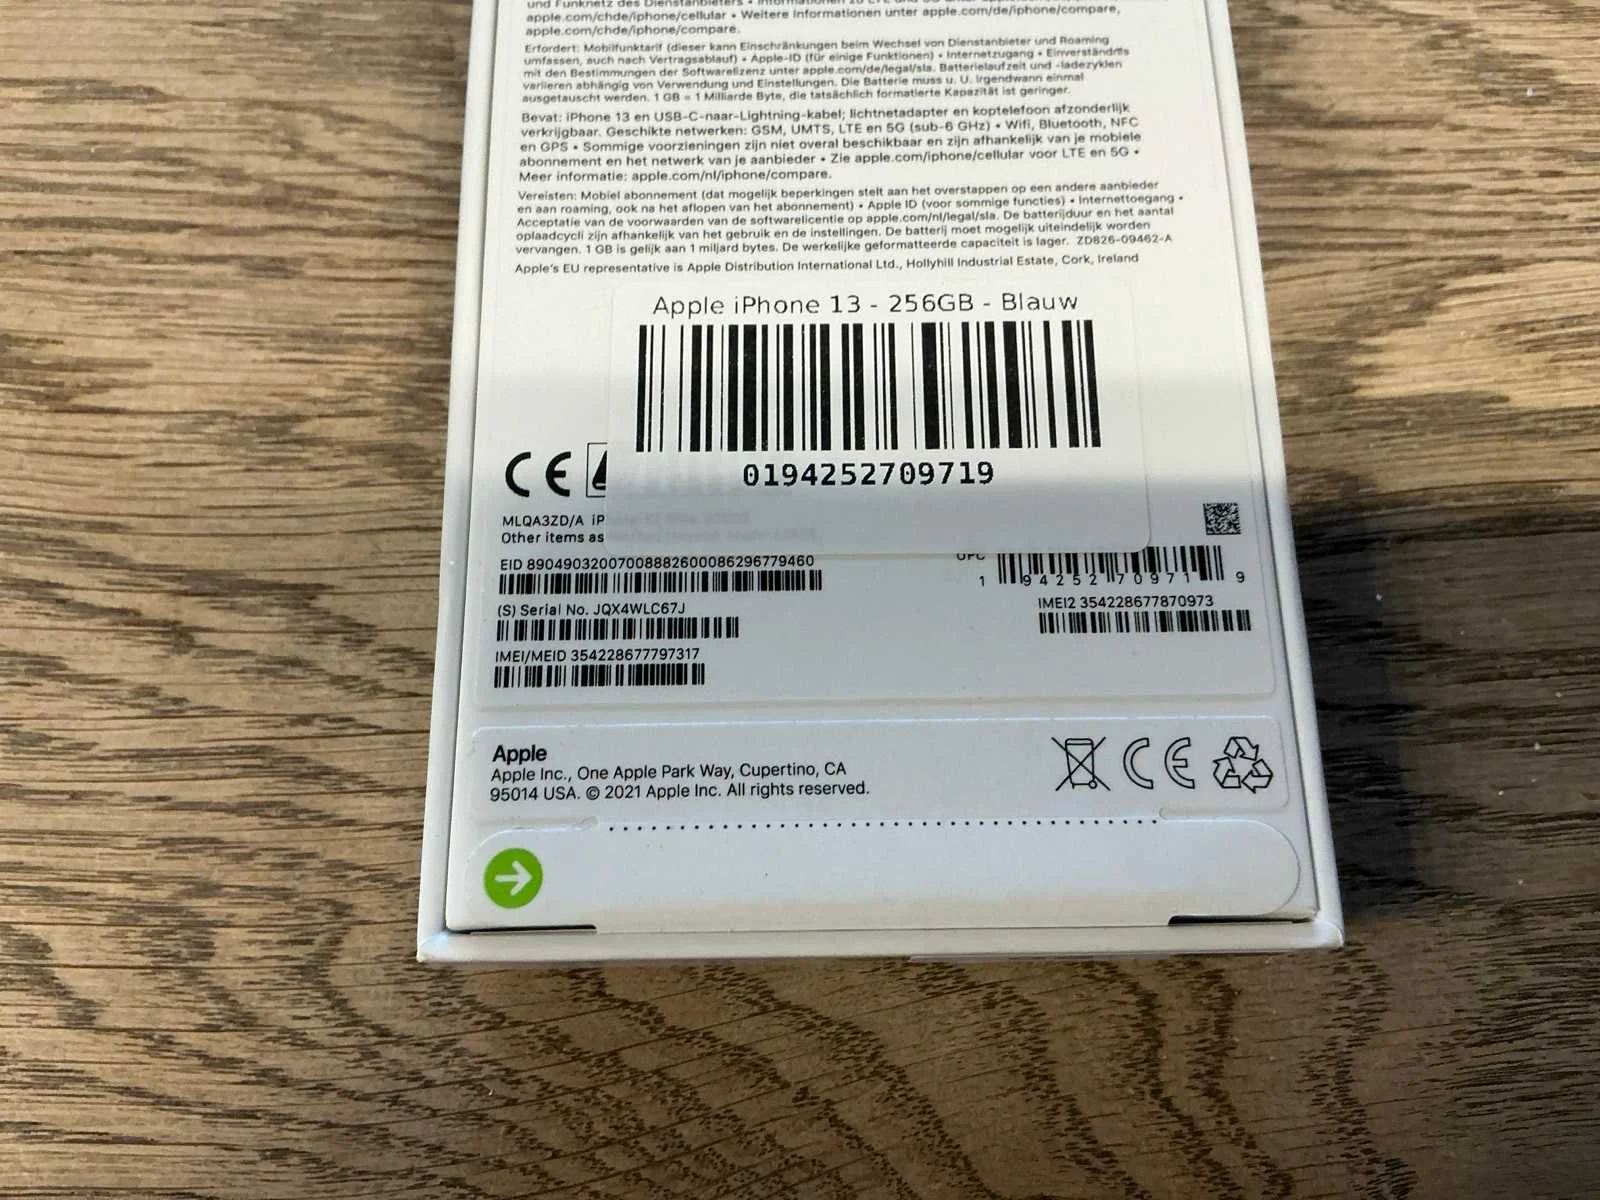 und Funknetz des Dienstanbieters • Informationen zu LTE und 5G unter
apple.com/chde/iphone/cellular • Weitere Informationen unter apple.com/de/iphone/compare,
apple.com/chde/iphone/compare.
Erfordert: Mobilfunktarif (dieser kann Einschränkungen beim Wechsel von Dienstanbieter und Roaming
umfassen, auch nach Vertragsablauf) • Apple-ID (für einige Funktionen) • Internetzugang • Einverständnis
mit den Bestimmungen der Softwarelizenz unter apple.com/de/legal/sla. Batterielaufzeit und -ladezyklen
variieren abhängig von Verwendung und Einstellungen. Die Batterie muss u. U. irgendwann einmal
ausgetauscht werden. 1 GB = 1 Milliarde Byte, die tatsächlich formatierte Kapazität ist geringer.
Bevat: iPhone 13 en USB-C-naar-Lightning-kabel; lichtnetadapter en koptelefoon afzonderlijk
verkrijgbaar. Geschikte netwerken: GSM, UMTS, LTE en 5G (sub-6 GHz) • Wifi, Bluetooth, NFC
en GPS • Sommige voorzieningen zijn niet overal beschikbaar en zijn afhankelijk van je mobiele
abonnement en het netwerk van je aanbieder • Zie apple.com/iphone/cellular voor LTE en 5G •
Meer informatie: apple.com/nl/iphone/compare.
Vereisten: Mobiel abonnement (dat mogelijk beperkingen stelt aan het overstappen op een andere aanbieder
en aan roaming, ook na het aflopen van het abonnement) • Apple ID (voor sommige functies) • Internettoegang •
Acceptatie van de voorwaarden van de softwarelicentie op apple.com/nl/legal/sla. De batterijduur en het aantal
oplaadcycli zijn afhankelijk van het gebruik en de instellingen. De batterij moet mogelijk uiteindelijk worden
vervangen. 1 GB is gelijk aan 1 miljard bytes. De werkelijke geformatteerde capaciteit is lager. ZD826-09462-A
Apple's EU representative is Apple Distribution International Ltd., Hollyhill Industrial Estate, Cork, Ireland
Apple iPhone 13 - 256GB - Blauw
0194252709719
CE
MLQA3ZD/A iP
Other items as
EID 89049032007008882600086296779460
UPC
1 94252 70971 9
(S) Serial No. JQX4WLC67J
IMEI2 354228677870973
IMEI/MEID 354228677797317
Apple
Apple Inc., One Apple Park Way, Cupertino, CA
95014 USA. © 2021 Apple Inc. All rights reserved.
CE